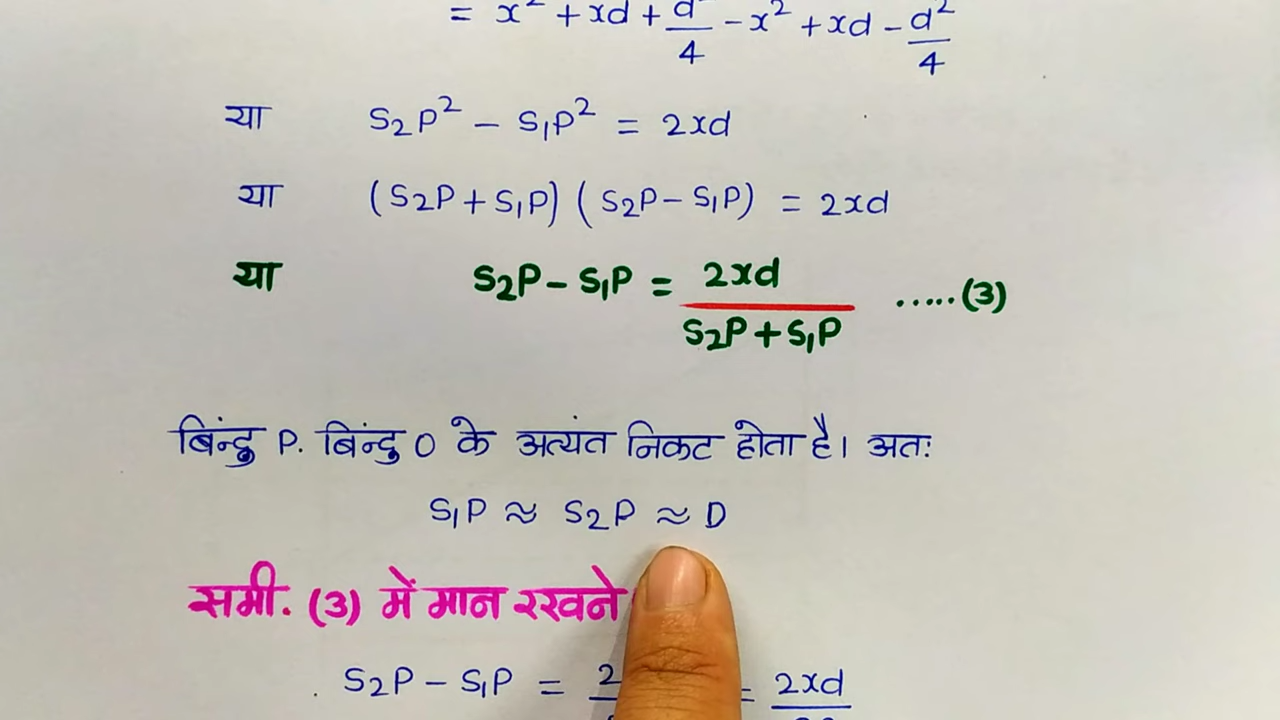 = x² + xd + d²/4 - x² + xd - d²/4
या S₂P² - S₁P² = 2xd
या (S₂P + S₁P) (S₂P - S₁P) = 2xd
या S₂P - S₁P = 2xd / S₂P + S₁P .....(3)
बिंन्दु P. बिंन्दु O के अत्यंत निकट होता है। अतः
S₁P ≈ S₂P ≈ D
समी. (3) में मान रखने
S₂P - S₁P = 2 = 2xd